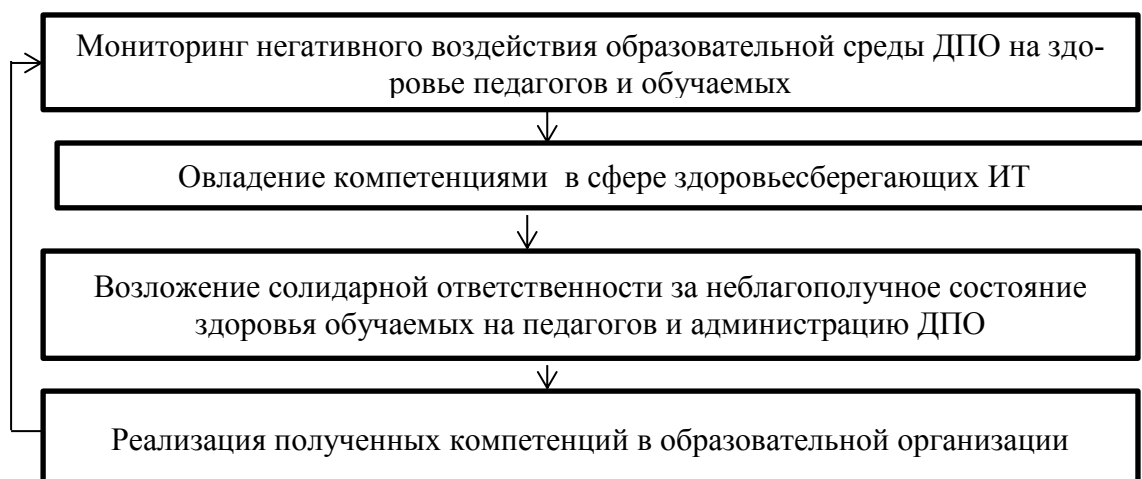 Мониторинг негативного воздействия образовательной среды ДПО на здо-
ровье педагогов и обучаемых
Овладение компетенциями в сфере здоровьесберегающих ИТ
Возложение солидарной ответственности за неблагополучное состояние
здоровья обучаемых на педагогов и администрацию ДПО
Реализация полученных компетенций в образовательной организации